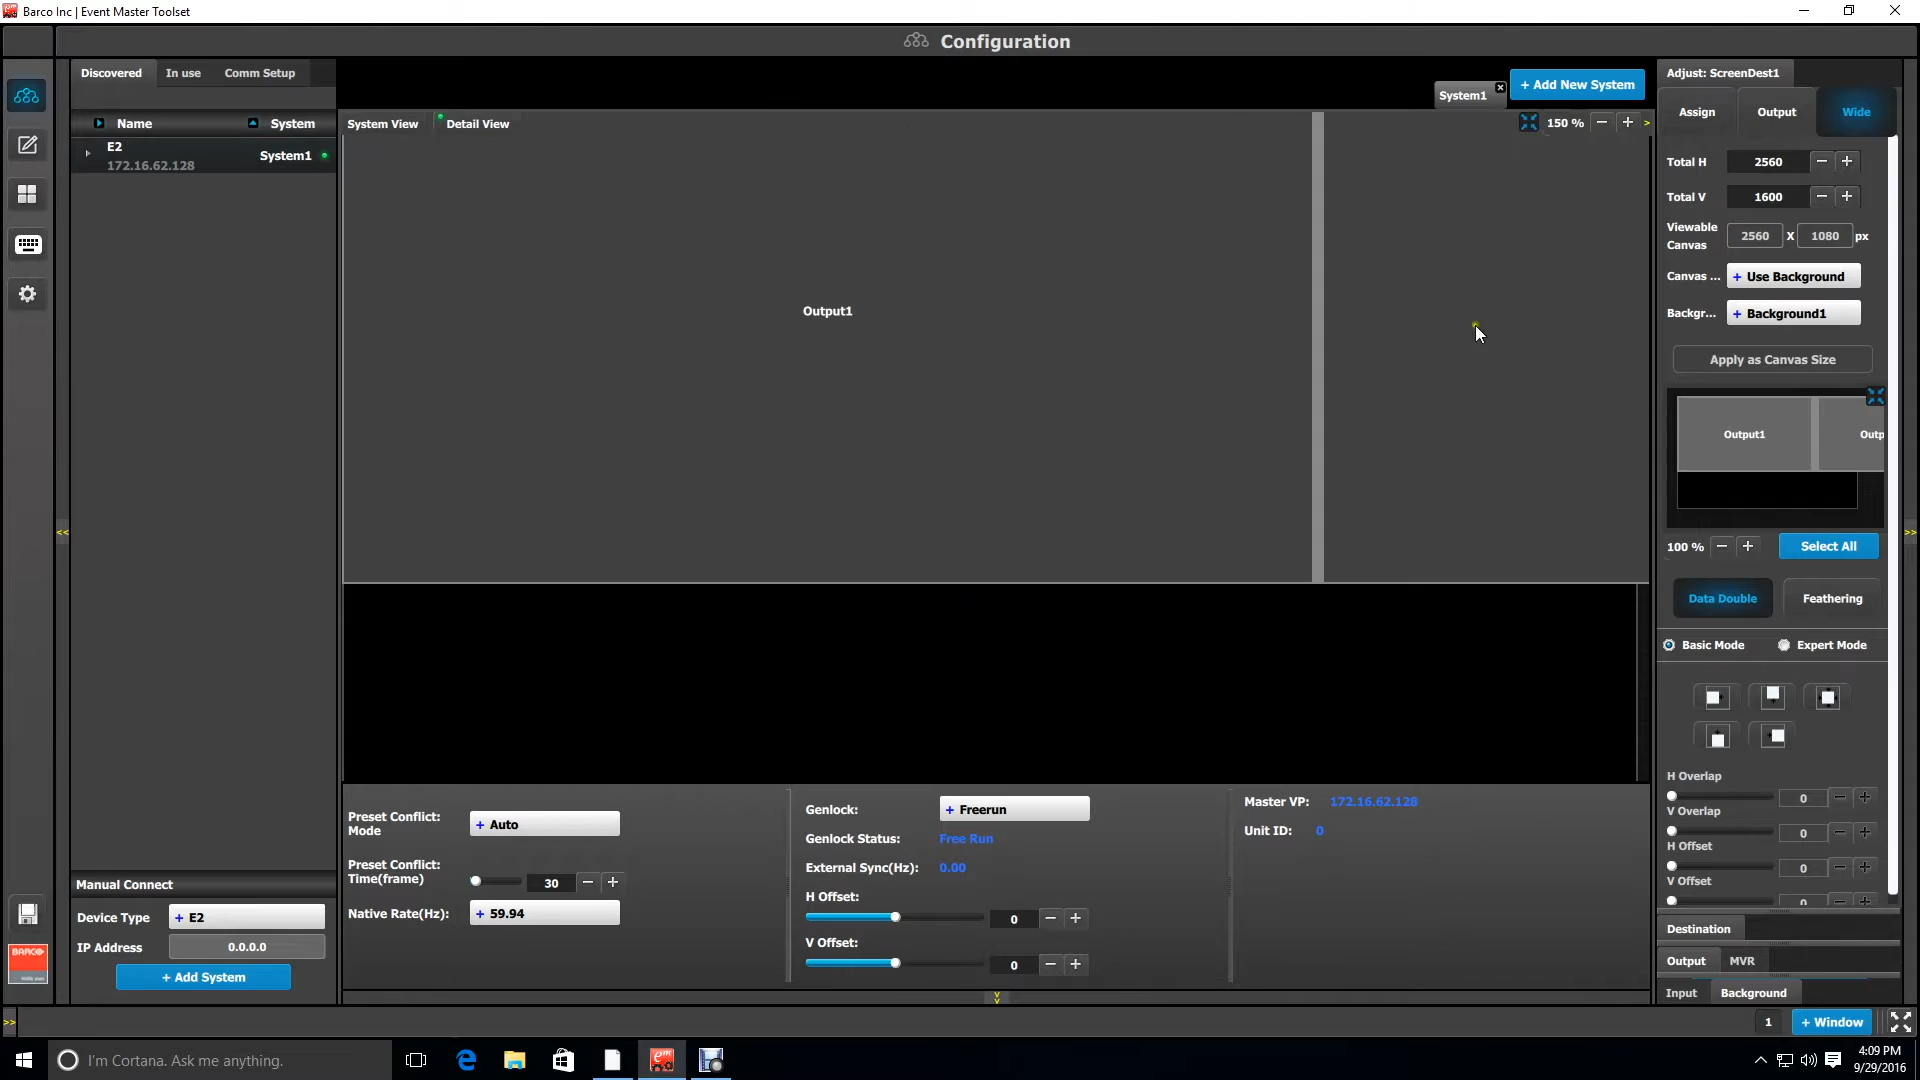 Barco Inc | Event Master Toolset
Configuration
Discovered
In use
Comm Setup
Name
System
E2
172.16.62.128
System1
System1
+ Add New System
System View
Detail View
150 %
Output1
Adjust: ScreenDest1
Assign
Output
Wide
Total H
2560
Total V
1600
Viewable
Canvas
2560 X 1080 px
Canvas ...
+ Use Background
Backgr...
+ Background1
Apply as Canvas Size
Output1
Outp
100 %
Select All
Data Double
Feathering
Basic Mode
Expert Mode
H Overlap
0
V Overlap
0
H Offset
0
V Offset
0
Destination
Output
MVR
Input
Background
Preset Conflict:
Mode
+ Auto
Preset Conflict:
Time(frame)
30
Native Rate(Hz):
+ 59.94
Genlock:
+ Freerun
Genlock Status:
Free Run
External Sync(Hz):
0.00
H Offset:
0
V Offset:
0
Master VP:
172.16.62.128
Unit ID:
0
Manual Connect
Device Type
+ E2
IP Address
0.0.0.0
+ Add System
BARCO
1
+ Window
I'm Cortana. Ask me anything.
em
4:09 PM
9/29/2016